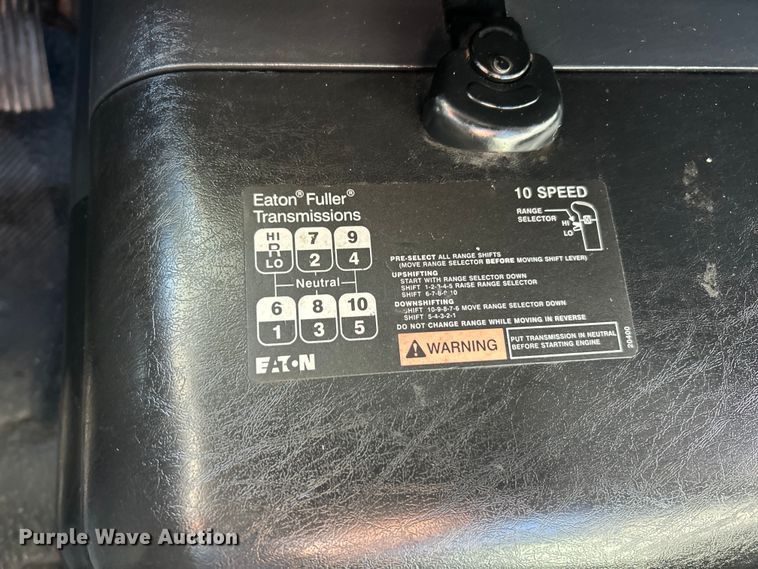 Eaton® Fuller®
Transmissions
10 SPEED
RANGE
SELECTOR
HI
LO
HI 7 9
R
LO 2 4
Neutral
6 8 10
1 3 5
EATON
PRE-SELECT ALL RANGE SHIFTS
(MOVE RANGE SELECTOR BEFORE MOVING SHIFT LEVER)
UPSHIFTING
START WITH RANGE SELECTOR DOWN
SHIFT 1-2-3-4-5 RAISE RANGE SELECTOR
SHIFT 6-7-8-9 10
DOWNSHIFTING
SHIFT 10-9-8-7-6 MOVE RANGE SELECTOR DOWN
SHIFT 5-4-3-2-1
DO NOT CHANGE RANGE WHILE MOVING IN REVERSE
WARNING
PUT TRANSMISSION IN NEUTRAL
BEFORE STARTING ENGINE
20400
Purple Wave Auction